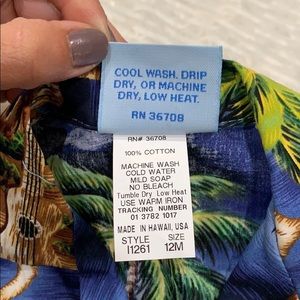 COOL WASH. DRIP
DRY, OR MACHINE
DRY, LOW HEAT.
RN 36708
RN# 36708
100% COTTON
MACHINE WASH
COLD WATER
MILD SOAP
NO BLEACH
Tumble Dry Low Heat
USE WARM IRON
TRACKING NUMBER
01 3782 1017
MADE IN HAWAII, USA
STYLE SIZE
I1261 12M